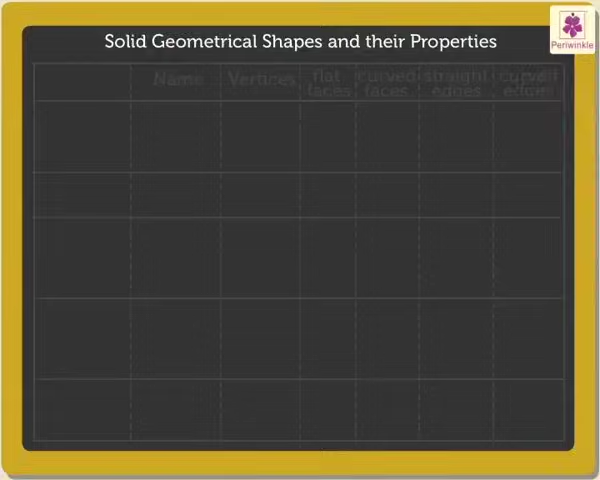 Periwinkle
Solid Geometrical Shapes and their Properties
Name
Vertices
flat
faces
curved
faces
straight
edges
curved
edges